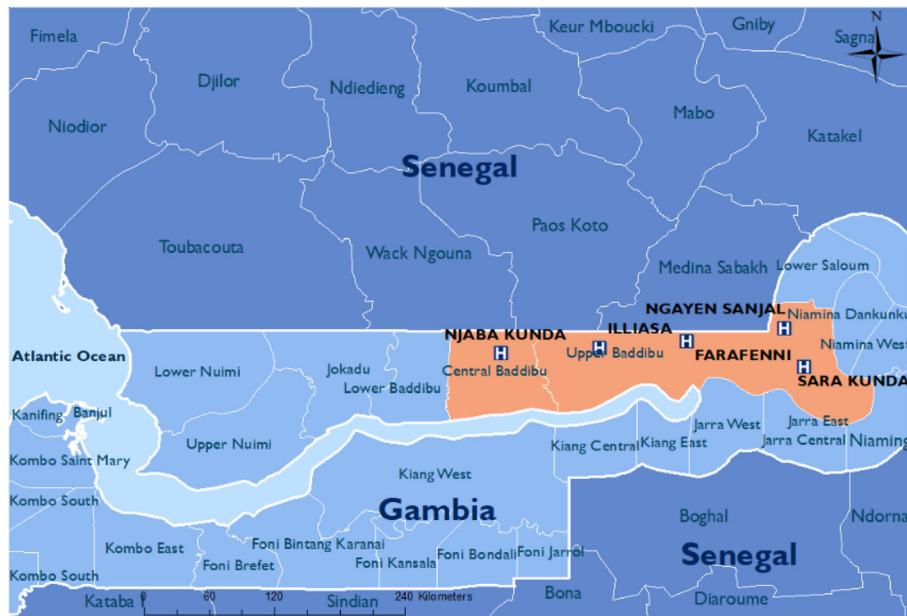 Fimela
Keur Mboucki
Gniby
N
Sagna
Djilor
Ndiedieng
Koumbal
Mabo
Niodior
Katakel
Senegal
Toubacouta
Wack Ngouna
Paos Koto
Medina Sabakh
Lower Saloum
NGAYEN SANJAL
Niamina Dankunku
NJABA KUNDA
H
ILLIASA
H
H
H
Niamina West
Atlantic Ocean
Upper Baddibu
FARAFENNI
Lower Nuimi
Jokadu
Central Baddibu
H
SARA KUNDA
Lower Baddibu
Kanifing
Banjul
Jarra West
Jarra East
Upper Nuimi
Kiang Central
Kiang East
Jarra Central
Niaming
Kombo Saint Mary
Kiang West
Kombo South
Gambia
Boghal
Ndorna
Kombo East
Foni Bintang Karanai
Foni Brefet
Foni Kansala
Foni Bondali
Foni Jarrol
Senegal
Kombo South
Kataba
Sindian
Bona
Diaroume
0 60 120 240 Kilometers